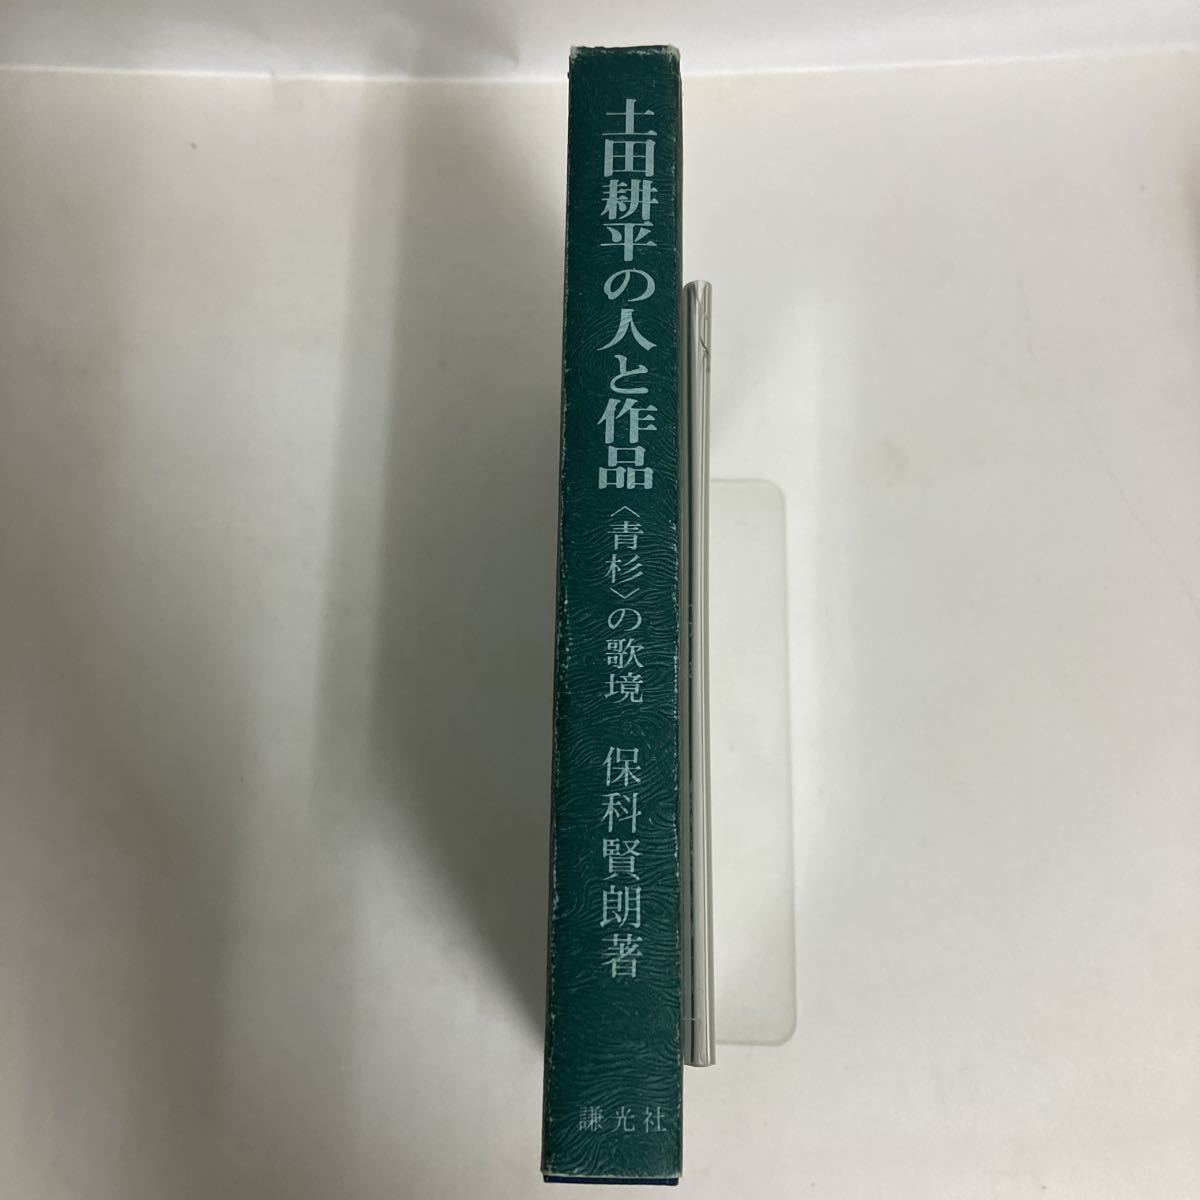 土田耕平の人と作品
〈青杉〉の歌境
保科賢朗著
謙光社